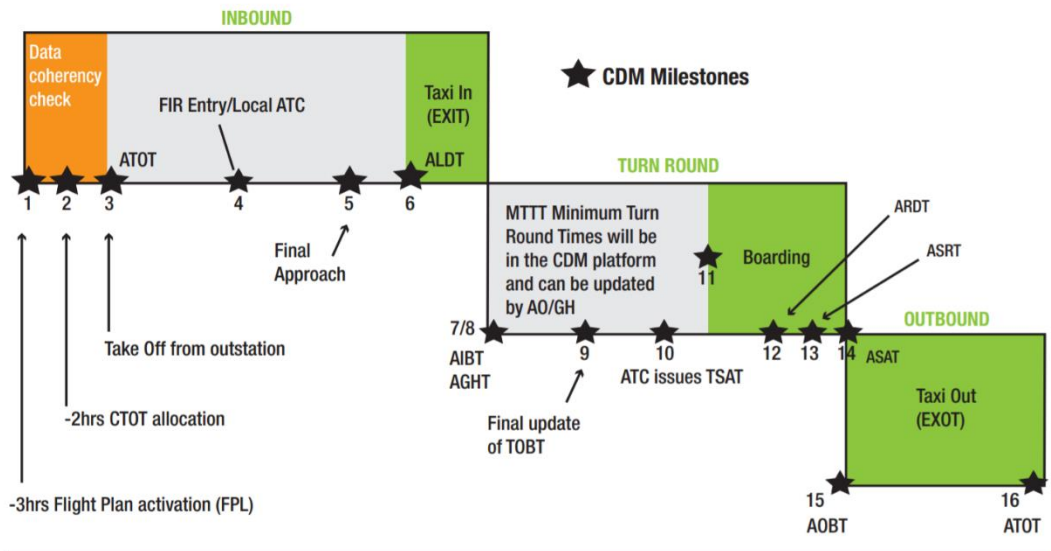 INBOUND
Data
coherency
check
FIR Entry/Local ATC
Taxi In
(EXIT)
CDM Milestones
ATOT
ALDT
1
2
3
4
5
6
Final
Approach
Take Off from outstation
-2hrs CTOT allocation
-3hrs Flight Plan activation (FPL)
TURN ROUND
MTTT Minimum Turn
Round Times will be
in the CDM platform
and can be updated
by AO/GH
11
Boarding
ARDT
ASRT
7/8
AIBT
AGHT
9
10
12
13
14
ASAT
Final update
of TOBT
ATC issues TSAT
OUTBOUND
Taxi Out
(EXOT)
15
AOBT
16
ATOT